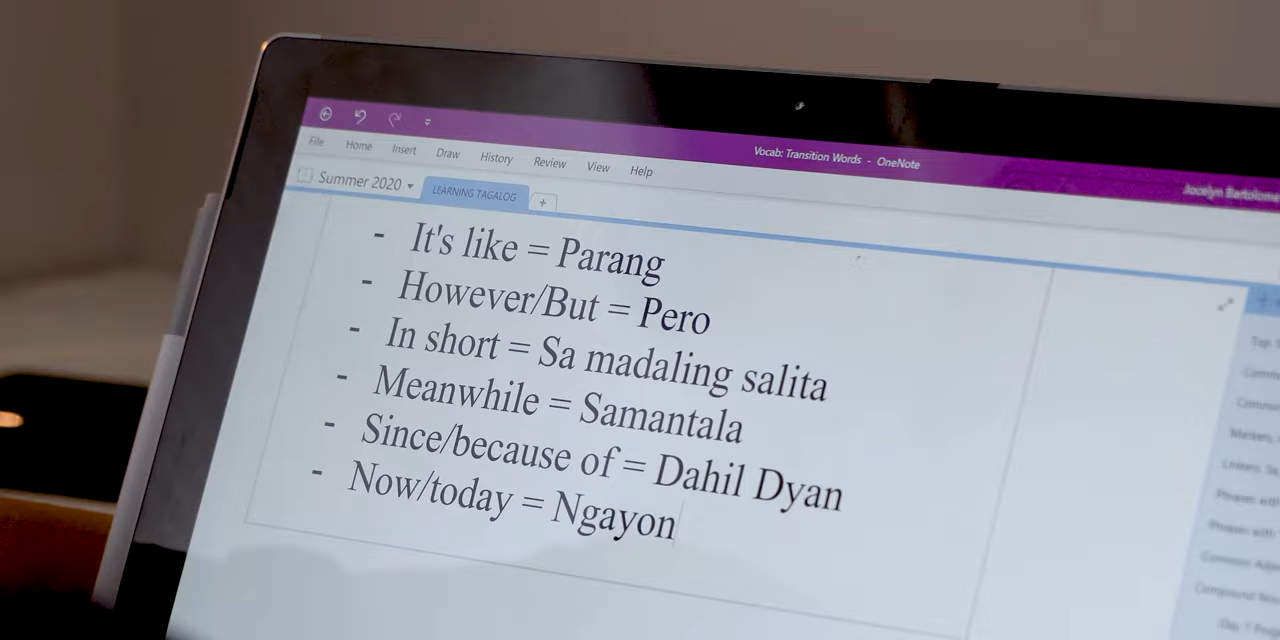 Vocab: Transition Words - OneNote
Jocelyn Bartolome
File Home Insert Draw History Review View Help
Summer 2020 LEARNING TAGALOG +
- It's like = Parang
- However/But = Pero
- In short = Sa madaling salita
- Meanwhile = Samantala
- Since/because of = Dahil Dyan
- Now/today = Ngayon